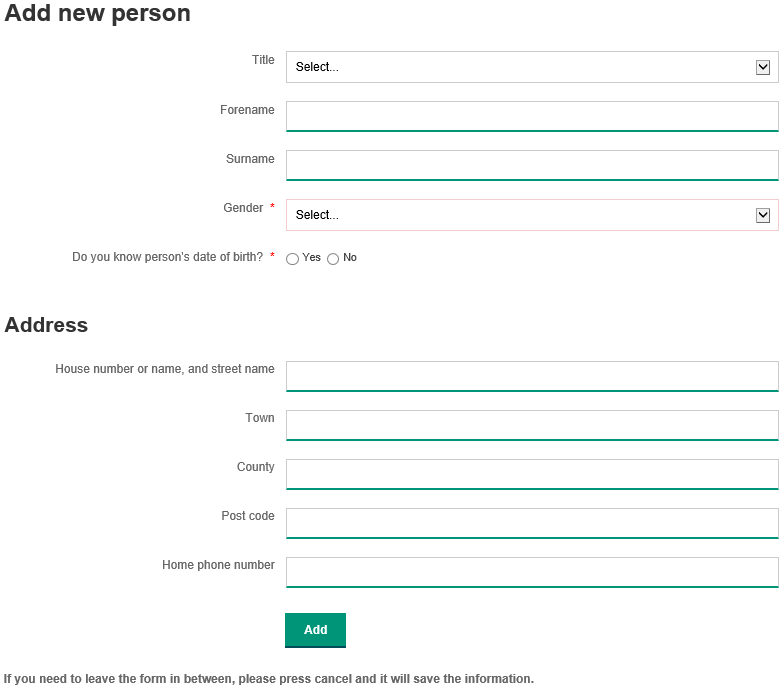 Add new person
Title Select...
Forename
Surname
Gender * Select...
Do you know person's date of birth? * Yes No
Address
House number or name, and street name
Town
County
Post code
Home phone number
Add
If you need to leave the form in between, please press cancel and it will save the information.